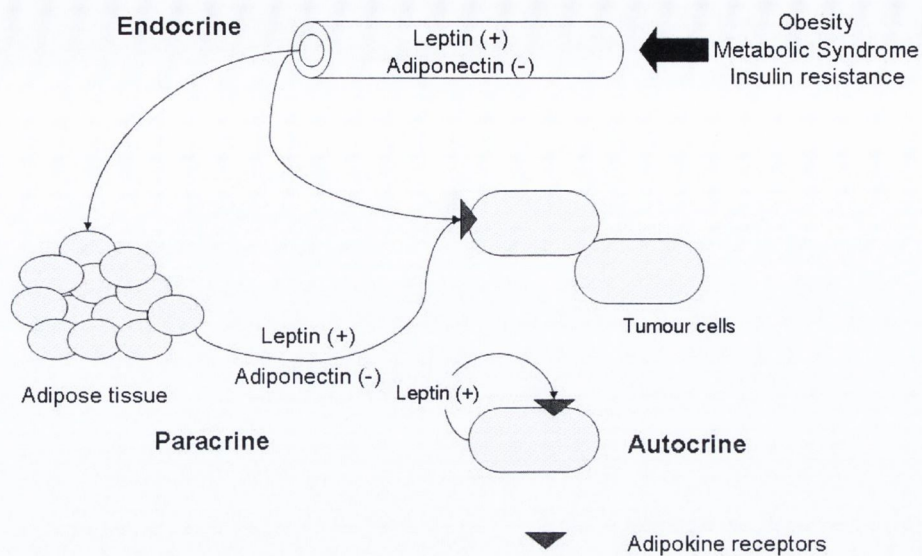 Endocrine
Leptin (+)
Adiponectin (-)
Obesity
Metabolic Syndrome
Insulin resistance
Tumour cells
Leptin (+)
Adiponectin (-)
Adipose tissue
Leptin (+)
Paracrine
Autocrine
Adipokine receptors